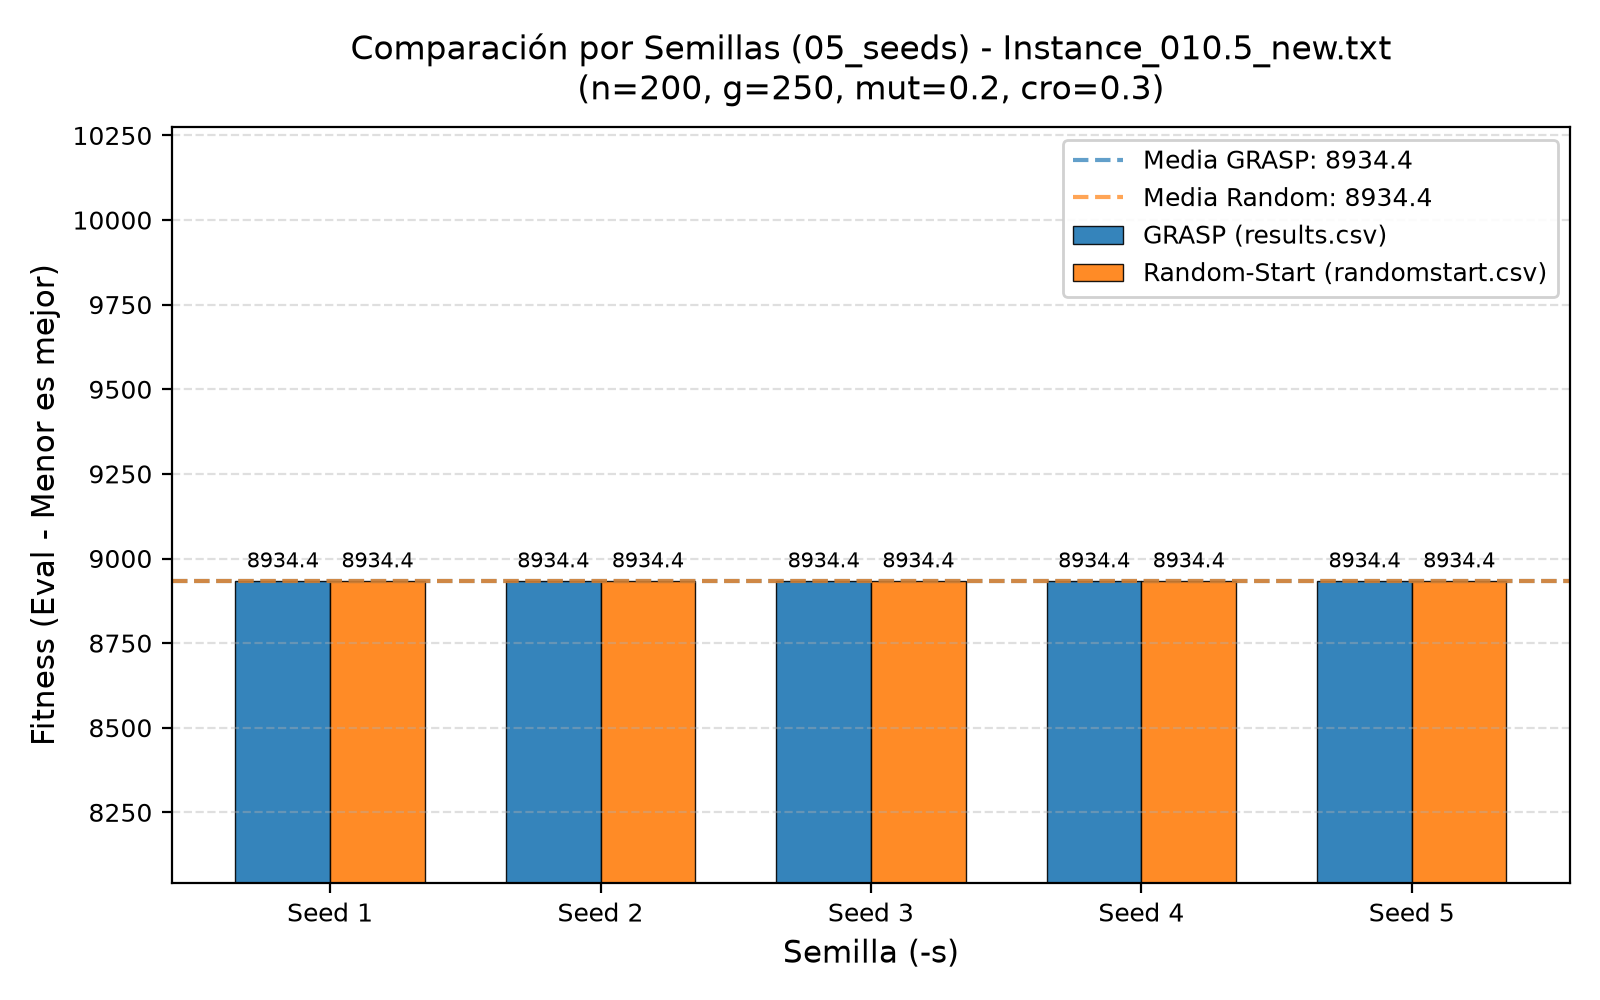 Comparación por Semillas (05_seeds) - Instance_010.5_new.txt
(n=200, g=250, mut=0.2, cro=0.3)
Fitness (Eval - Menor es mejor)
10250
10000
9750
9500
9250
9000
8750
8500
8250
Media GRASP: 8934.4
Media Random: 8934.4
GRASP (results.csv)
Random-Start (randomstart.csv)
8934.4 8934.4 8934.4 8934.4 8934.4 8934.4 8934.4 8934.4 8934.4 8934.4
Seed 1 Seed 2 Seed 3 Seed 4 Seed 5
Semilla (-s)